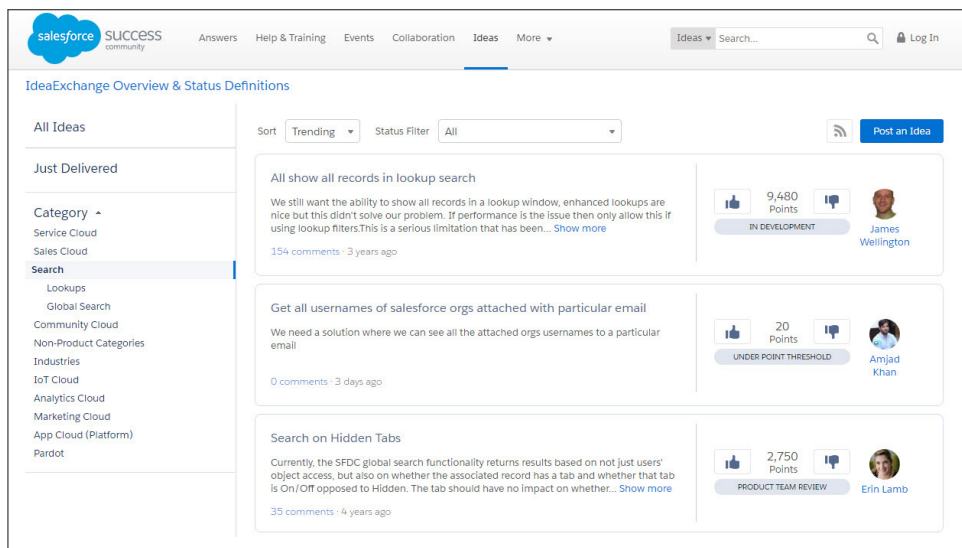 salesforce success community
Answers Help & Training Events Collaboration Ideas More
Ideas Search... Log In
IdeaExchange Overview & Status Definitions
All Ideas
Just Delivered
Category
Service Cloud
Sales Cloud
Search
Lookups
Global Search
Community Cloud
Non-Product Categories
Industries
IoT Cloud
Analytics Cloud
Marketing Cloud
App Cloud (Platform)
Pardot
Sort Trending Status Filter All Post an Idea
All show all records in lookup search
We still want the ability to show all records in a lookup window, enhanced lookups are
nice but this didn't solve our problem. If performance is the issue then only allow this if
using lookup filters.This is a serious limitation that has been... Show more
154 comments · 3 years ago
9,480
Points
IN DEVELOPMENT
James
Wellington
Get all usernames of salesforce orgs attached with particular email
We need a solution where we can see all the attached orgs usernames to a particular
email
0 comments · 3 days ago
20
Points
UNDER POINT THRESHOLD
Amjad
Khan
Search on Hidden Tabs
Currently, the SFDC global search functionality returns results based on not just users'
object access, but also on whether the associated record has a tab and whether that tab
is On/Off opposed to Hidden. The tab should have no impact on whether... Show more
35 comments · 4 years ago
2,750
Points
PRODUCT TEAM REVIEW
Erin Lamb